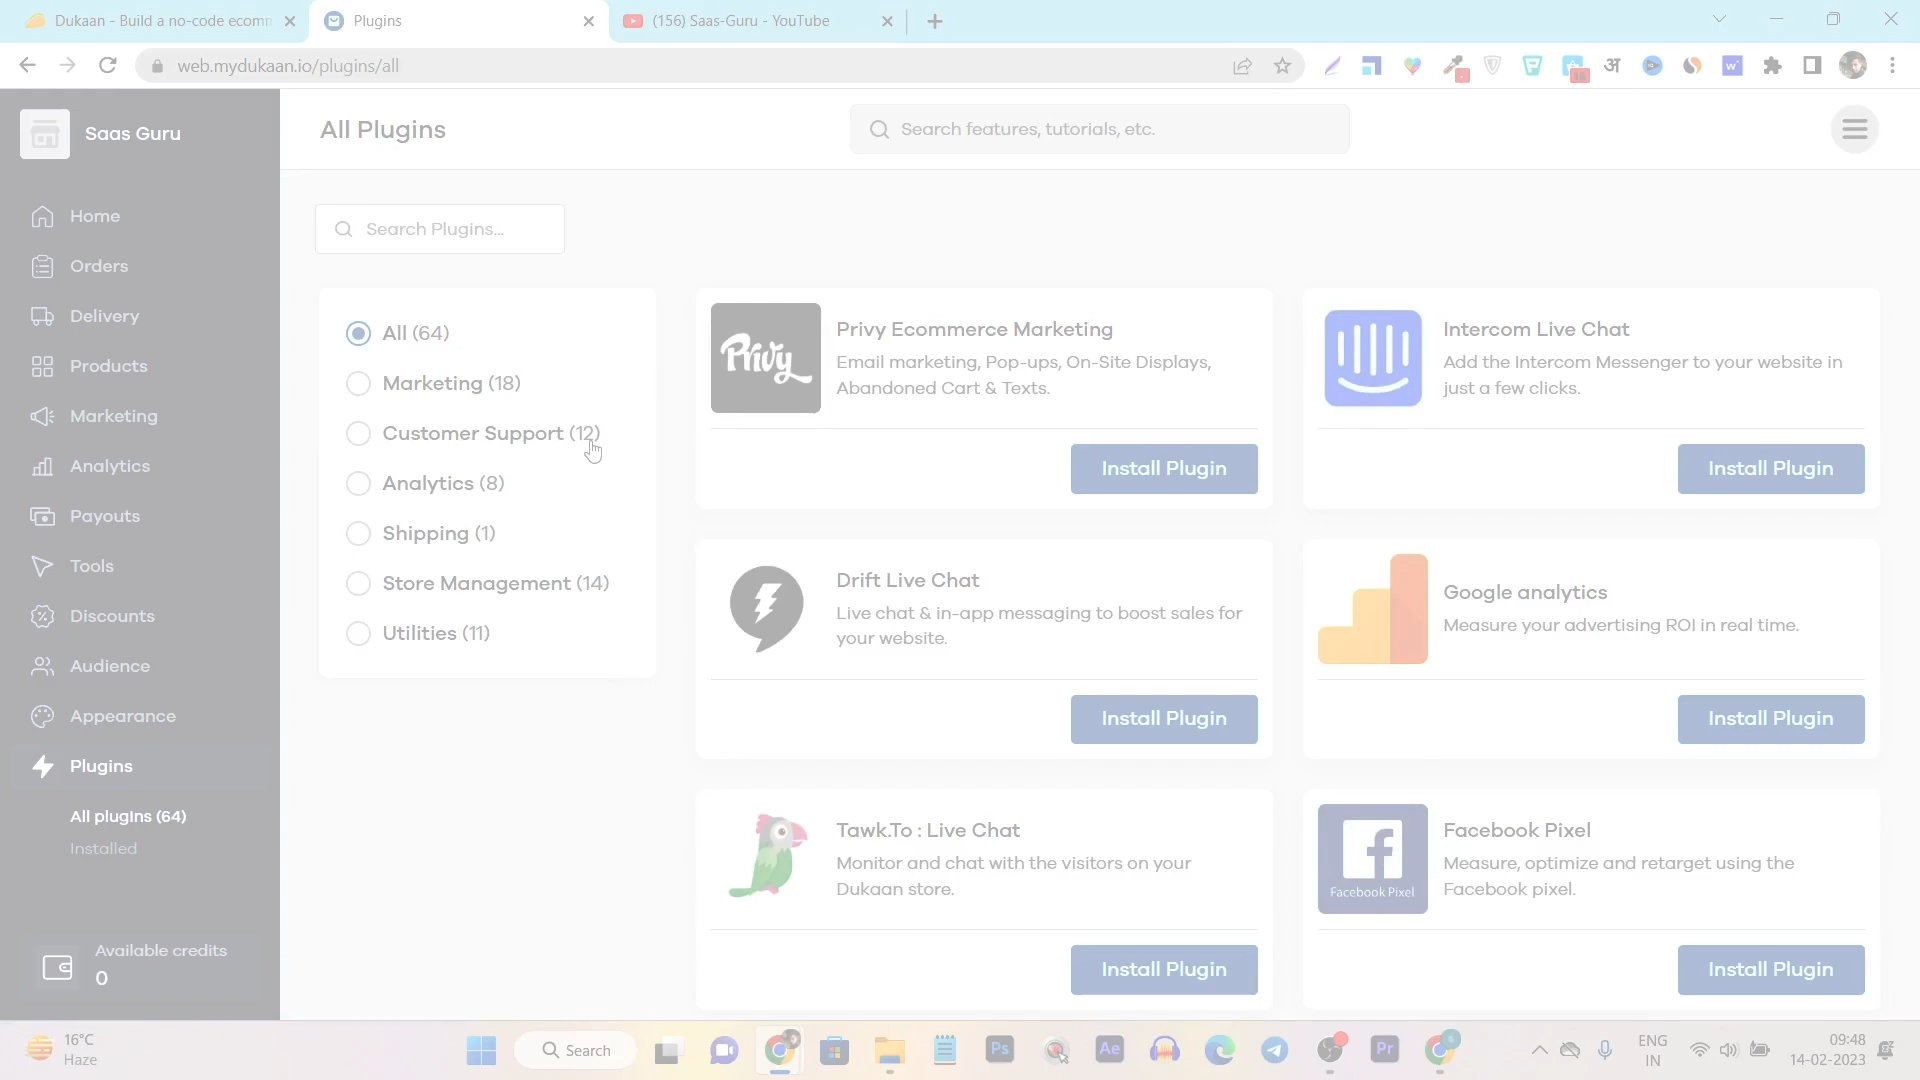 Dukaan - Build a no-code ecomm
Plugins
(156) Saas-Guru - YouTube
web.mydukaan.io/plugins/all
Saas Guru
All Plugins
Search features, tutorials, etc.
Home
Orders
Delivery
Products
Marketing
Analytics
Payouts
Tools
Discounts
Audience
Appearance
Plugins
All plugins (64)
Installed
Available credits
0
Search Plugins...
All (64)
Marketing (18)
Customer Support (12)
Analytics (8)
Shipping (1)
Store Management (14)
Utilities (11)
Privy
Privy Ecommerce Marketing
Email marketing, Pop-ups, On-Site Displays,
Abandoned Cart & Texts.
Install Plugin
Intercom Live Chat
Add the Intercom Messenger to your website in
just a few clicks.
Install Plugin
Drift Live Chat
Live chat & in-app messaging to boost sales for
your website.
Install Plugin
Google analytics
Measure your advertising ROI in real time.
Install Plugin
Tawk.To : Live Chat
Monitor and chat with the visitors on your
Dukaan store.
Install Plugin
Facebook Pixel
Facebook Pixel
Measure, optimize and retarget using the
Facebook pixel.
Install Plugin
16°C
Haze
Search
Ps
Ae
Pr
ENG
IN
09:48
14-02-2023